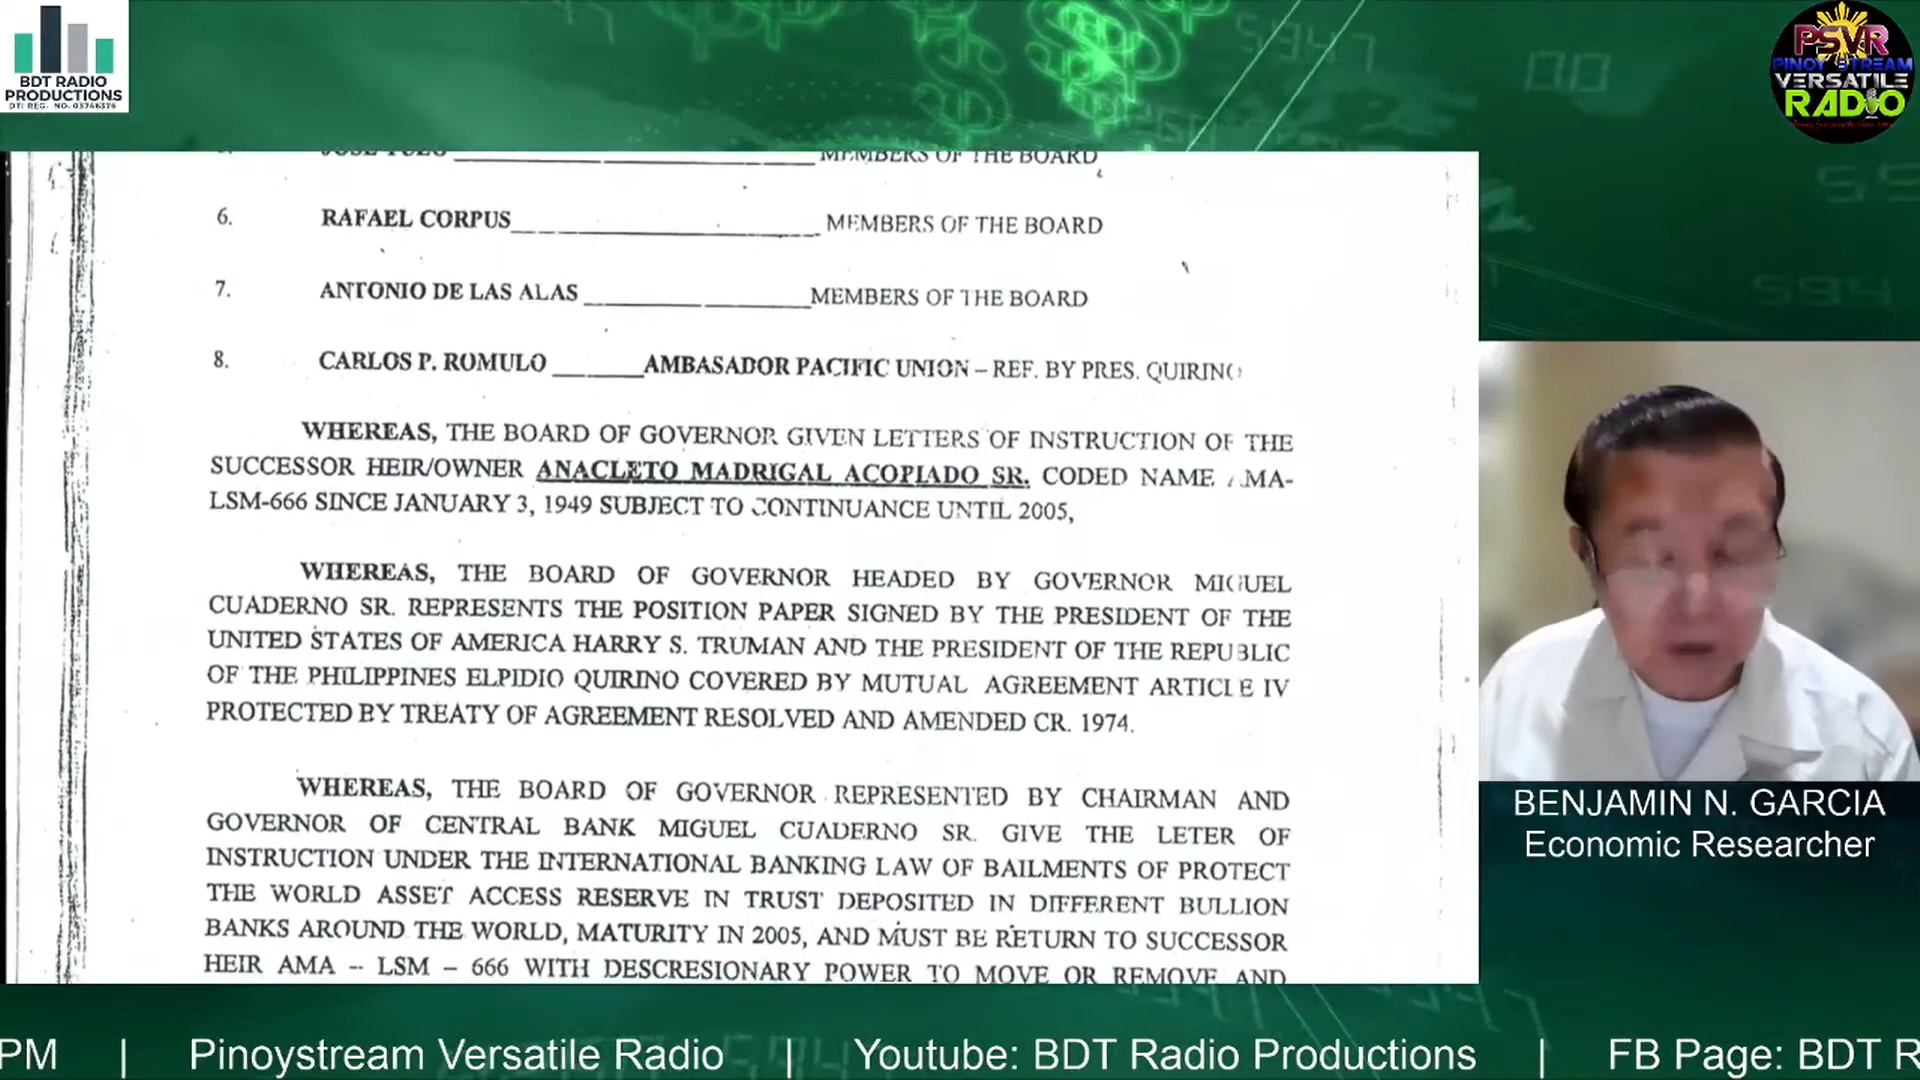 BDT RADIO
PRODUCTIONS
DTI REG. NO. 03746376
PSVR
PINOY STREAM
VERSATILE
RADIO
MEMBERS OF THE BOARD
6. RAFAEL CORPUS____________________ MEMBERS OF THE BOARD
7. ANTONIO DE LAS ALAS _______________MEMBERS OF THE BOARD
8. CARLOS P. ROMULO ______AMBASADOR PACIFIC UNION – REF. BY PRES. QUIRINO
WHEREAS, THE BOARD OF GOVERNOR GIVEN LETTERS OF INSTRUCTION OF THE
SUCCESSOR HEIR/OWNER ANACLETO MADRIGAL ACOPIADO SR. CODED NAME AMA-
LSM-666 SINCE JANUARY 3, 1949 SUBJECT TO CONTINUANCE UNTIL 2005,
WHEREAS, THE BOARD OF GOVERNOR HEADED BY GOVERNOR MIGUEL
CUADERNO SR. REPRESENTS THE POSITION PAPER SIGNED BY THE PRESIDENT OF THE
UNITED STATES OF AMERICA HARRY S. TRUMAN AND THE PRESIDENT OF THE REPUBLIC
OF THE PHILIPPINES ELPIDIO QUIRINO COVERED BY MUTUAL AGREEMENT ARTICLE IV
PROTECTED BY TREATY OF AGREEMENT RESOLVED AND AMENDED CR. 1974.
WHEREAS, THE BOARD OF GOVERNOR REPRESENTED BY CHAIRMAN AND
GOVERNOR OF CENTRAL BANK MIGUEL CUADERNO SR. GIVE THE LETER OF
INSTRUCTION UNDER THE INTERNATIONAL BANKING LAW OF BAILMENTS OF PROTECT
THE WORLD ASSET ACCESS RESERVE IN TRUST DEPOSITED IN DIFFERENT BULLION
BANKS AROUND THE WORLD, MATURITY IN 2005, AND MUST BE RETURN TO SUCCESSOR
HEIR AMA – LSM – 666 WITH DESCRESIONARY POWER TO MOVE OR REMOVE AND
BENJAMIN N. GARCIA
Economic Researcher
PM | Pinoystream Versatile Radio | Youtube: BDT Radio Productions | FB Page: BDT R